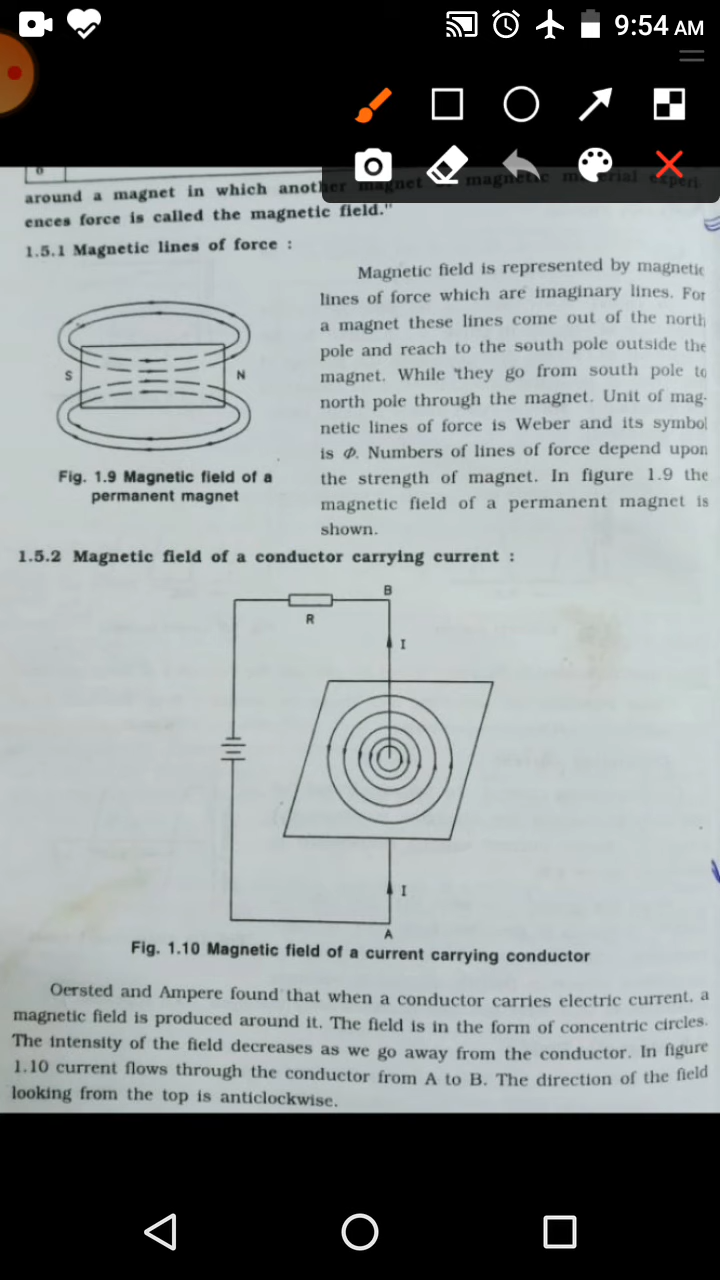 9:54 AM
6
around a magnet in which another magnet magnetic material experi
ences force is called the magnetic field."
1.5.1 Magnetic lines of force :
Magnetic field is represented by magnetic
lines of force which are imaginary lines. For
a magnet these lines come out of the north
pole and reach to the south pole outside the
magnet. While they go from south pole to
north pole through the magnet. Unit of mag-
netic lines of force is Weber and its symbol
is Φ. Numbers of lines of force depend upon
the strength of magnet. In figure 1.9 the
magnetic field of a permanent magnet is
shown.
S
N
Fig. 1.9 Magnetic field of a
permanent magnet
1.5.2 Magnetic field of a conductor carrying current :
B
R
I
I
A
Fig. 1.10 Magnetic field of a current carrying conductor
Oersted and Ampere found that when a conductor carries electric current. a
magnetic field is produced around it. The field is in the form of concentric circles.
The intensity of the field decreases as we go away from the conductor. In figure
1.10 current flows through the conductor from A to B. The direction of the field
looking from the top is anticlockwise.